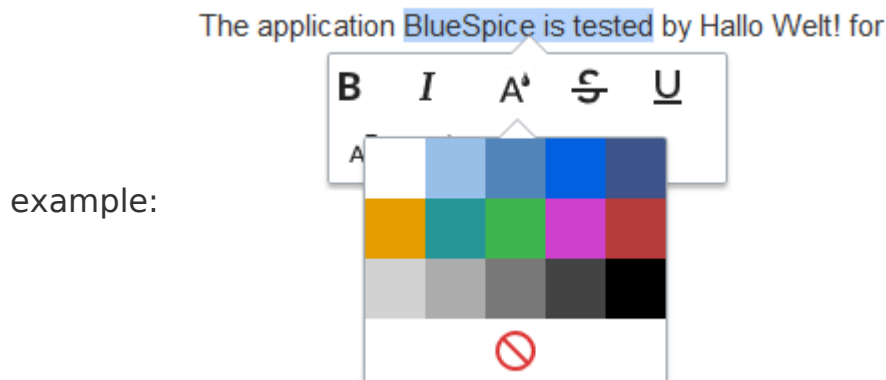 The application BlueSpice is tested by Hallo Welt! for
B I A S U
A
example: